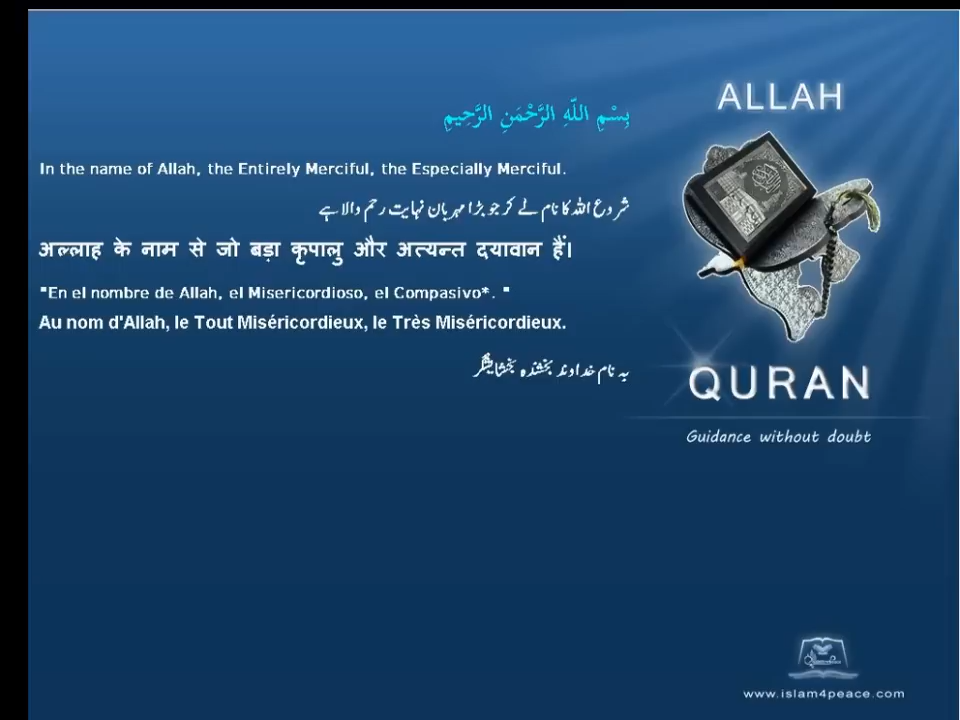 بِسْمِ اللَّهِ الرَّحْمَنِ الرَّحِيمِ
In the name of Allah, the Entirely Merciful, the Especially Merciful.
شروع الله کا نام لے کر جو بڑا مہربان نہایت رحم والا ہے
अल्लाह के नाम से जो बड़ा कृपालु और अत्यन्त दयावान हैं।
"En el nombre de Allah, el Misericordioso, el Compasivo*. "
Au nom d'Allah, le Tout Miséricordieux, le Très Miséricordieux.
به نام خداوند بخشنده بخشایشگر
ALLAH
QURAN
Guidance without doubt
www.islam4peace.com